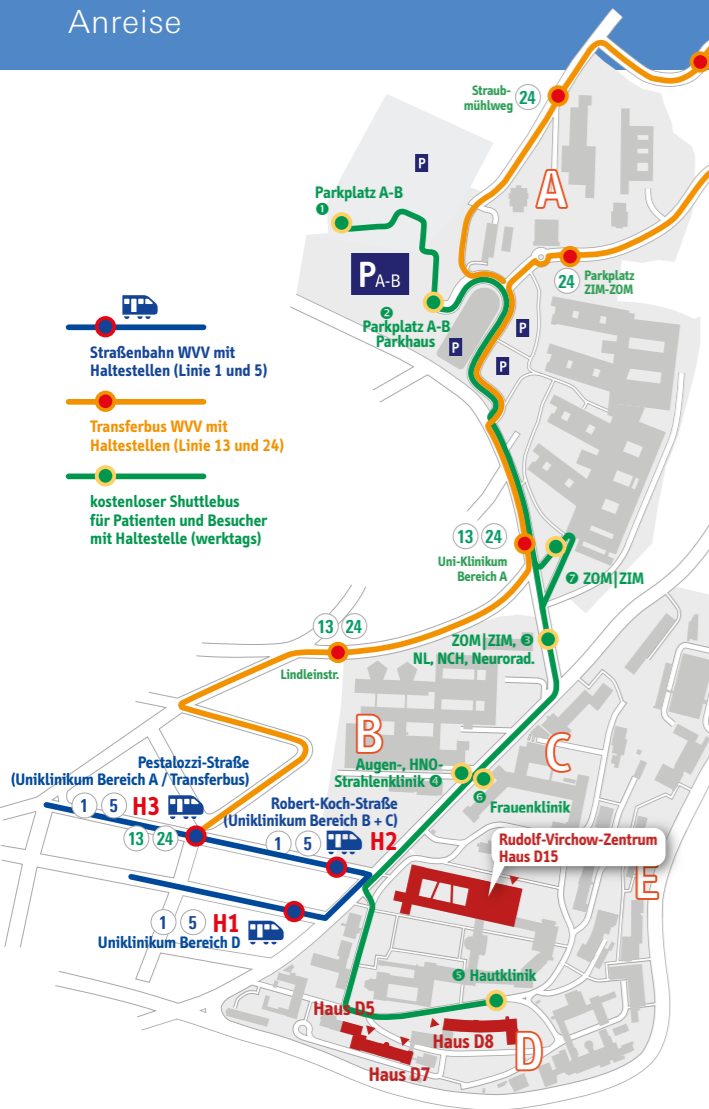 Anreise
Straub-
mühlweg
24
A
P
Parkplatz A-B
1
P A-B
2
Parkplatz A-B
Parkhaus
P
P
P
24
Parkplatz
ZIM-ZOM
Straßenbahn WVV mit
Haltestellen (Linie 1 und 5)
Transferbus WVV mit
Haltestellen (Linie 13 und 24)
kostenloser Shuttlebus
für Patienten und Besucher
mit Haltestelle (werktags)
13 24
Uni-Klinikum
Bereich A
7 ZOM|ZIM
13 24
Lindleinstr.
ZOM|ZIM, 3
NL, NCH, Neurorad.
B
C
Augen-, HNO-
Strahlenklinik 4
6
Frauenklinik
Pestalozzi-Straße
(Uniklinikum Bereich A / Transferbus)
1 5 H3
13 24
Robert-Koch-Straße
(Uniklinikum Bereich B + C)
1 5 H2
Rudolf-Virchow-Zentrum
Haus D15
E
1 5 H1
Uniklinikum Bereich D
5 Hautklinik
Haus D5
Haus D8
D
Haus D7